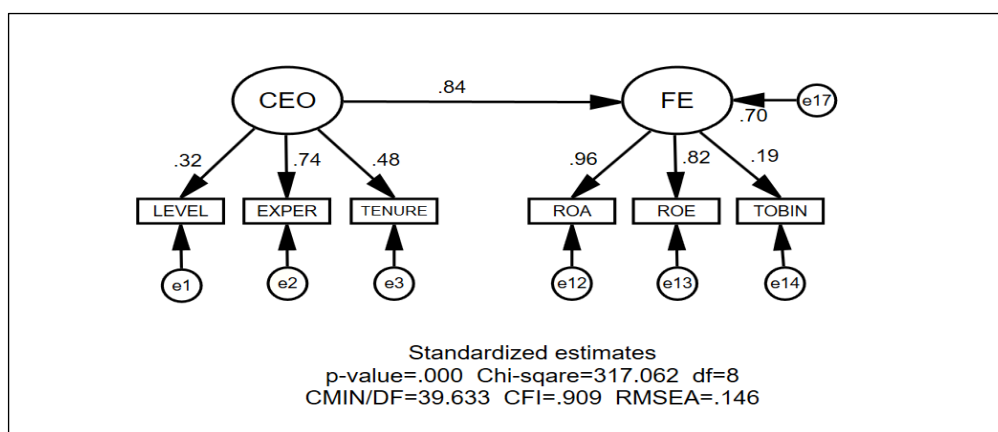 CEO
.84
FE
.70
e17
.32
.74
.48
.96
.82
.19
LEVEL
EXPER
TENURE
ROA
ROE
TOBIN
e1
e2
e3
e12
e13
e14
Standardized estimates
p-value=.000 Chi-sqare=317.062 df=8
CMIN/DF=39.633 CFI=.909 RMSEA=.146